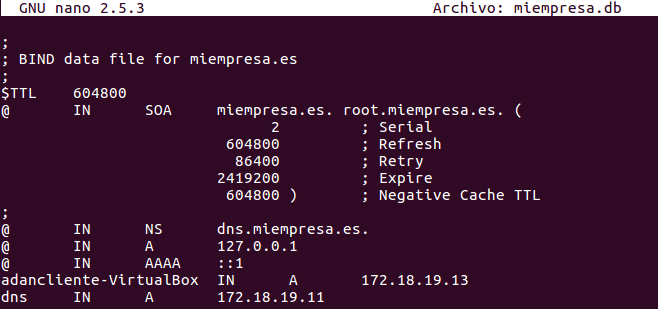 GNU nano 2.5.3 Archivo: miempresa.db
;
; BIND data file for miempresa.es
;
$TTL 604800
@ IN SOA miempresa.es. root.miempresa.es. (
2 ; Serial
604800 ; Refresh
86400 ; Retry
2419200 ; Expire
604800 ) ; Negative Cache TTL
;
@ IN NS dns.miempresa.es.
@ IN A 127.0.0.1
@ IN AAAA ::1
adancliente-VirtualBox IN A 172.18.19.13
dns IN A 172.18.19.11